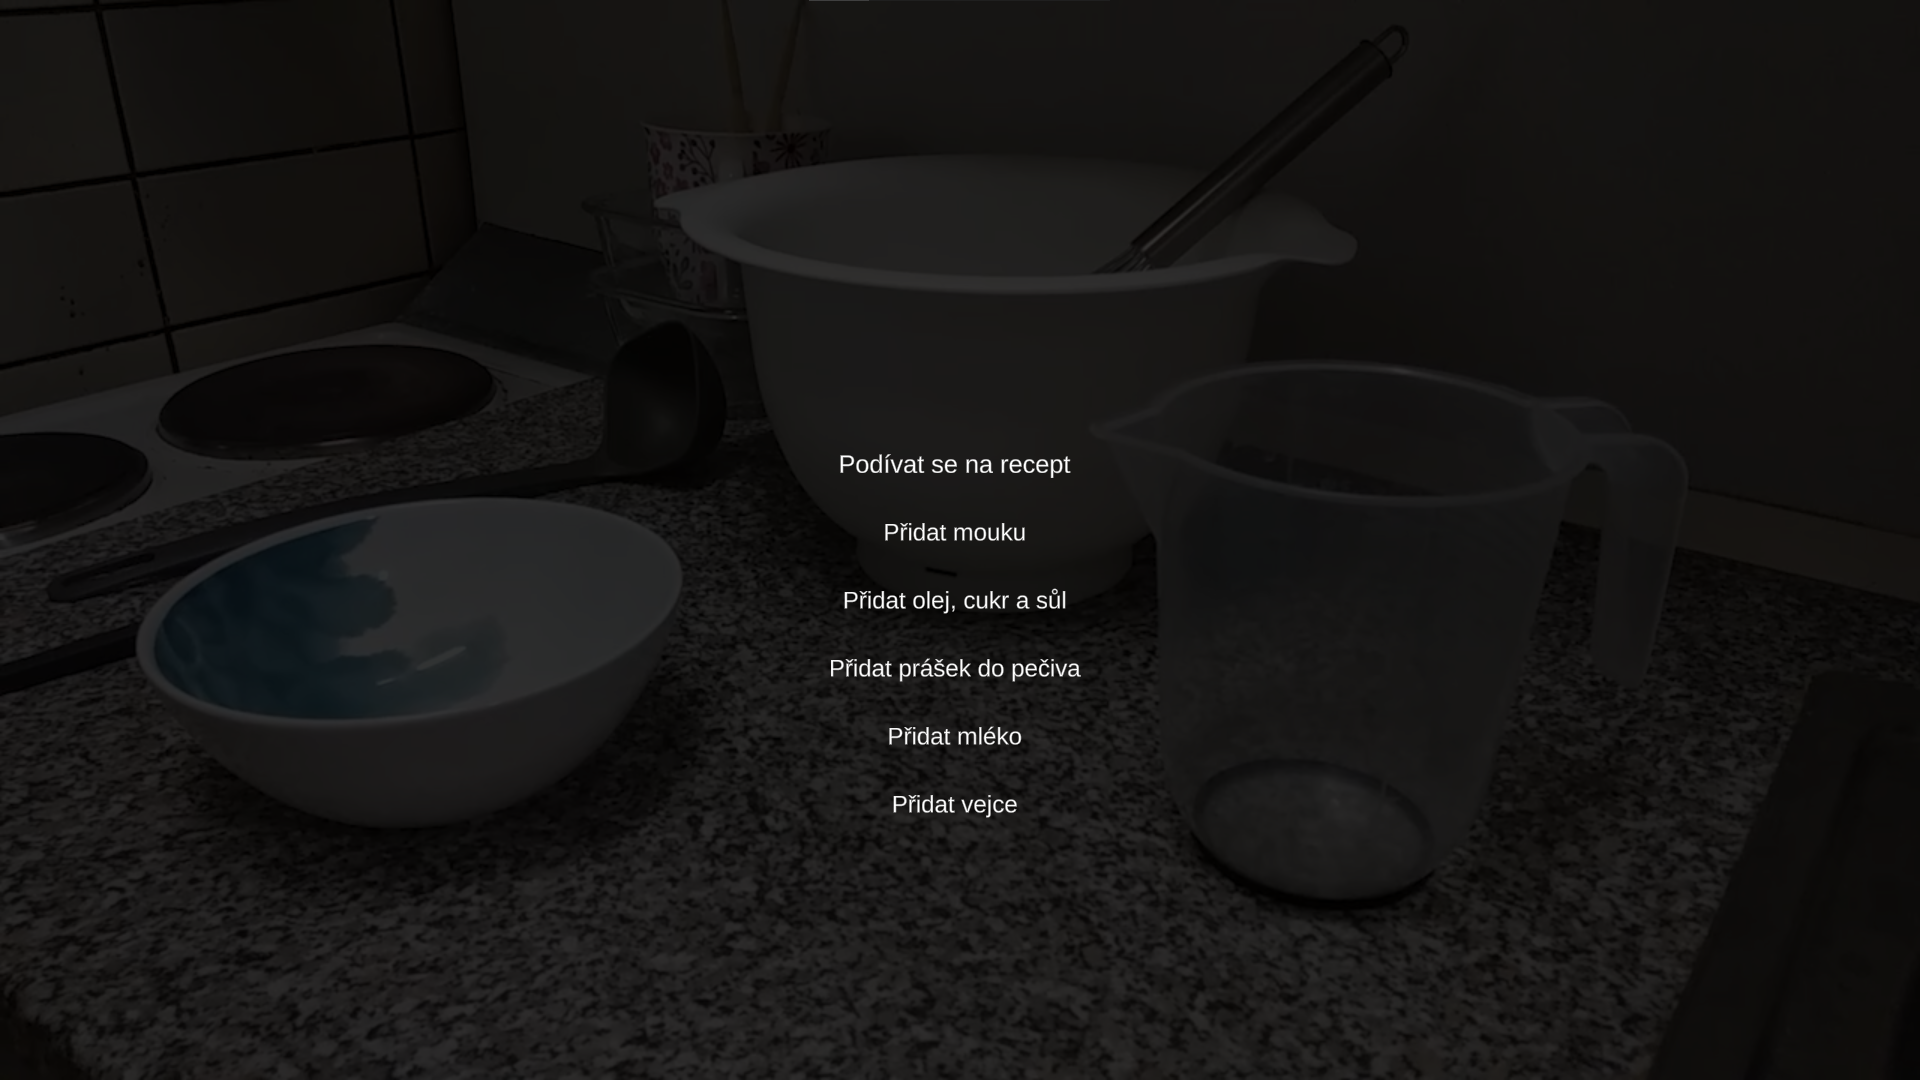 Podívat se na recept
Přidat mouku
Přidat olej, cukr a sůl
Přidat prášek do pečiva
Přidat mléko
Přidat vejce